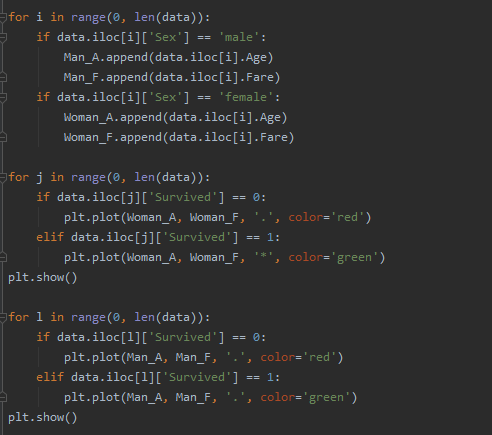 for i in range(0, len(data)):
    if data.iloc[i]['Sex'] == 'male':
        Man_A.append(data.iloc[i].Age)
        Man_F.append(data.iloc[i].Fare)
    if data.iloc[i]['Sex'] == 'female':
        Woman_A.append(data.iloc[i].Age)
        Woman_F.append(data.iloc[i].Fare)

for j in range(0, len(data)):
    if data.iloc[j]['Survived'] == 0:
        plt.plot(Woman_A, Woman_F, '.', color='red')
    elif data.iloc[j]['Survived'] == 1:
        plt.plot(Woman_A, Woman_F, '*', color='green')
plt.show()

for l in range(0, len(data)):
    if data.iloc[l]['Survived'] == 0:
        plt.plot(Man_A, Man_F, '.', color='red')
    elif data.iloc[l]['Survived'] == 1:
        plt.plot(Man_A, Man_F, '.', color='green')
plt.show()